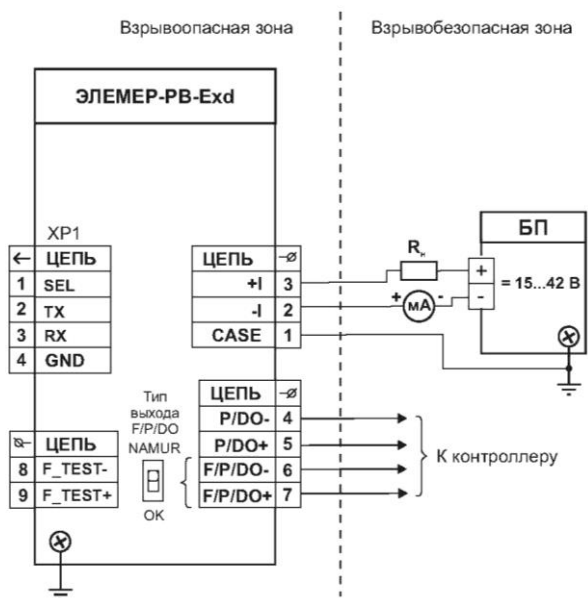 Взрывоопасная зона
Взрывобезопасная зона
ЭЛЕМЕР-РВ-Exd
XP1
ЦЕПЬ
1 SEL
2 TX
3 RX
4 GND
ЦЕПЬ
+I 3
-I 2
CASE 1
Rн
+ мА -
БП
+
-
= 15...42 В
Тип
выхода
F/P/DO
NAMUR
OK
ЦЕПЬ
P/DO- 4
P/DO+ 5
F/P/DO- 6
F/P/DO+ 7
К контроллеру
ЦЕПЬ
8 F_TEST-
9 F_TEST+